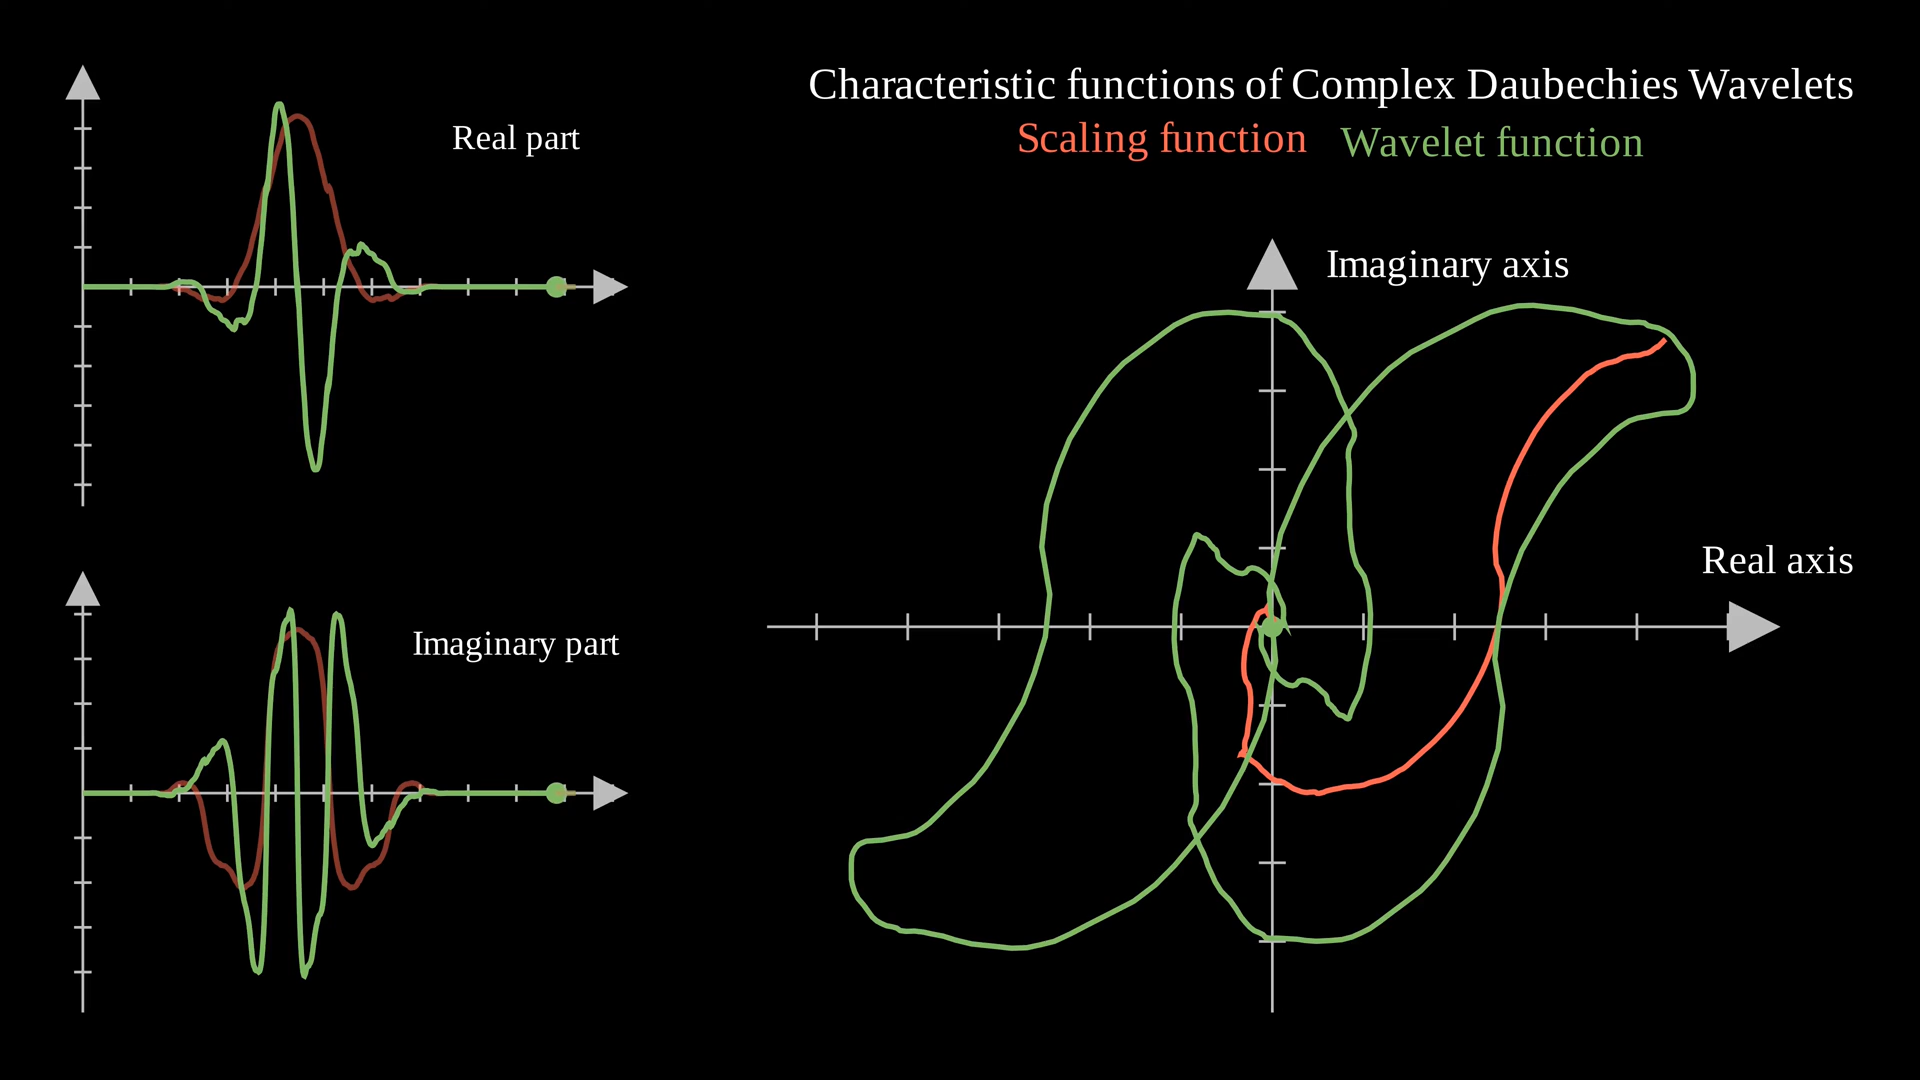 Characteristic functions of Complex Daubechies Wavelets
Scaling function Wavelet function
Real part
Imaginary axis
Real axis
Imaginary part